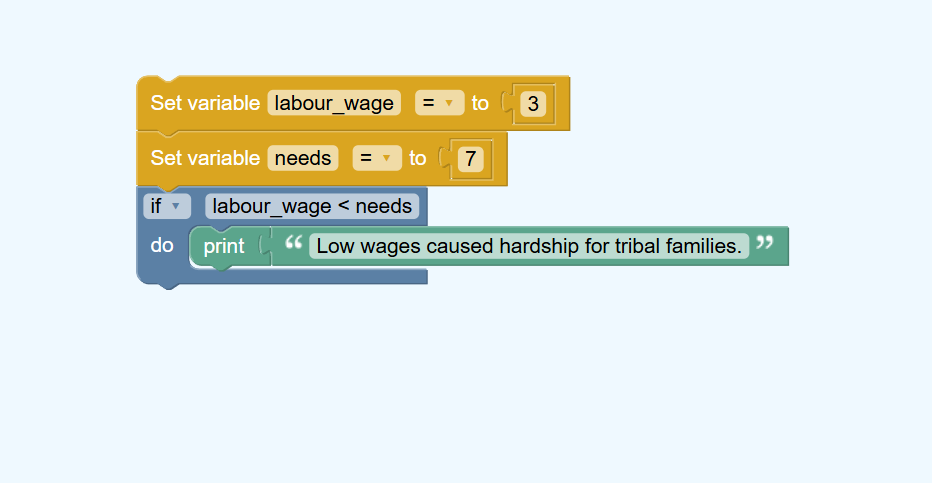 Set variable labour_wage = to 3
Set variable needs = to 7
if labour_wage < needs
do print “ Low wages caused hardship for tribal families. ”